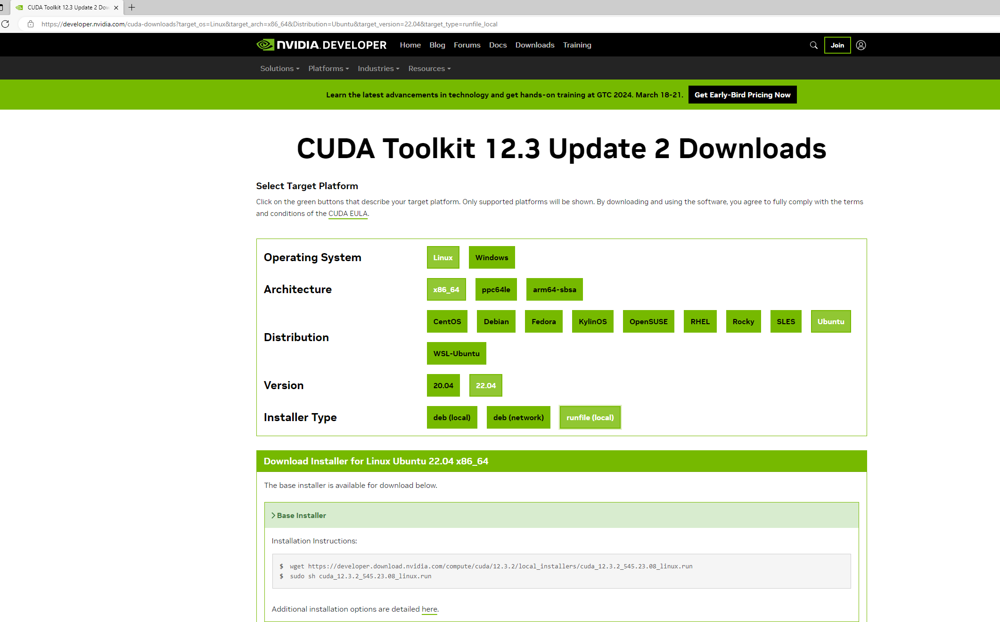 CUDA Toolkit 12.3 Update 2 Dow
https://developer.nvidia.com/cuda-downloads?target_os=Linux&target_arch=x86_64&Distribution=Ubuntu&target_version=22.04&target_type=runfile_local
NVIDIA. DEVELOPER Home Blog Forums Docs Downloads Training Join
Solutions Platforms Industries Resources
Learn the latest advancements in technology and get hands-on training at GTC 2024. March 18-21. Get Early-Bird Pricing Now
CUDA Toolkit 12.3 Update 2 Downloads
Select Target Platform
Click on the green buttons that describe your target platform. Only supported platforms will be shown. By downloading and using the software, you agree to fully comply with the terms
and conditions of the CUDA EULA.
Operating System Linux Windows
Architecture x86_64 ppc64le arm64-sbsa
Distribution CentOS Debian Fedora KylinOS OpenSUSE RHEL Rocky SLES Ubuntu
WSL-Ubuntu
Version 20.04 22.04
Installer Type deb (local) deb (network) runfile (local)
Download Installer for Linux Ubuntu 22.04 x86_64
The base installer is available for download below.
Base Installer
Installation Instructions:
$ wget https://developer.download.nvidia.com/compute/cuda/12.3.2/local_installers/cuda_12.3.2_545.23.08_linux.run
$ sudo sh cuda_12.3.2_545.23.08_linux.run
Additional installation options are detailed here.